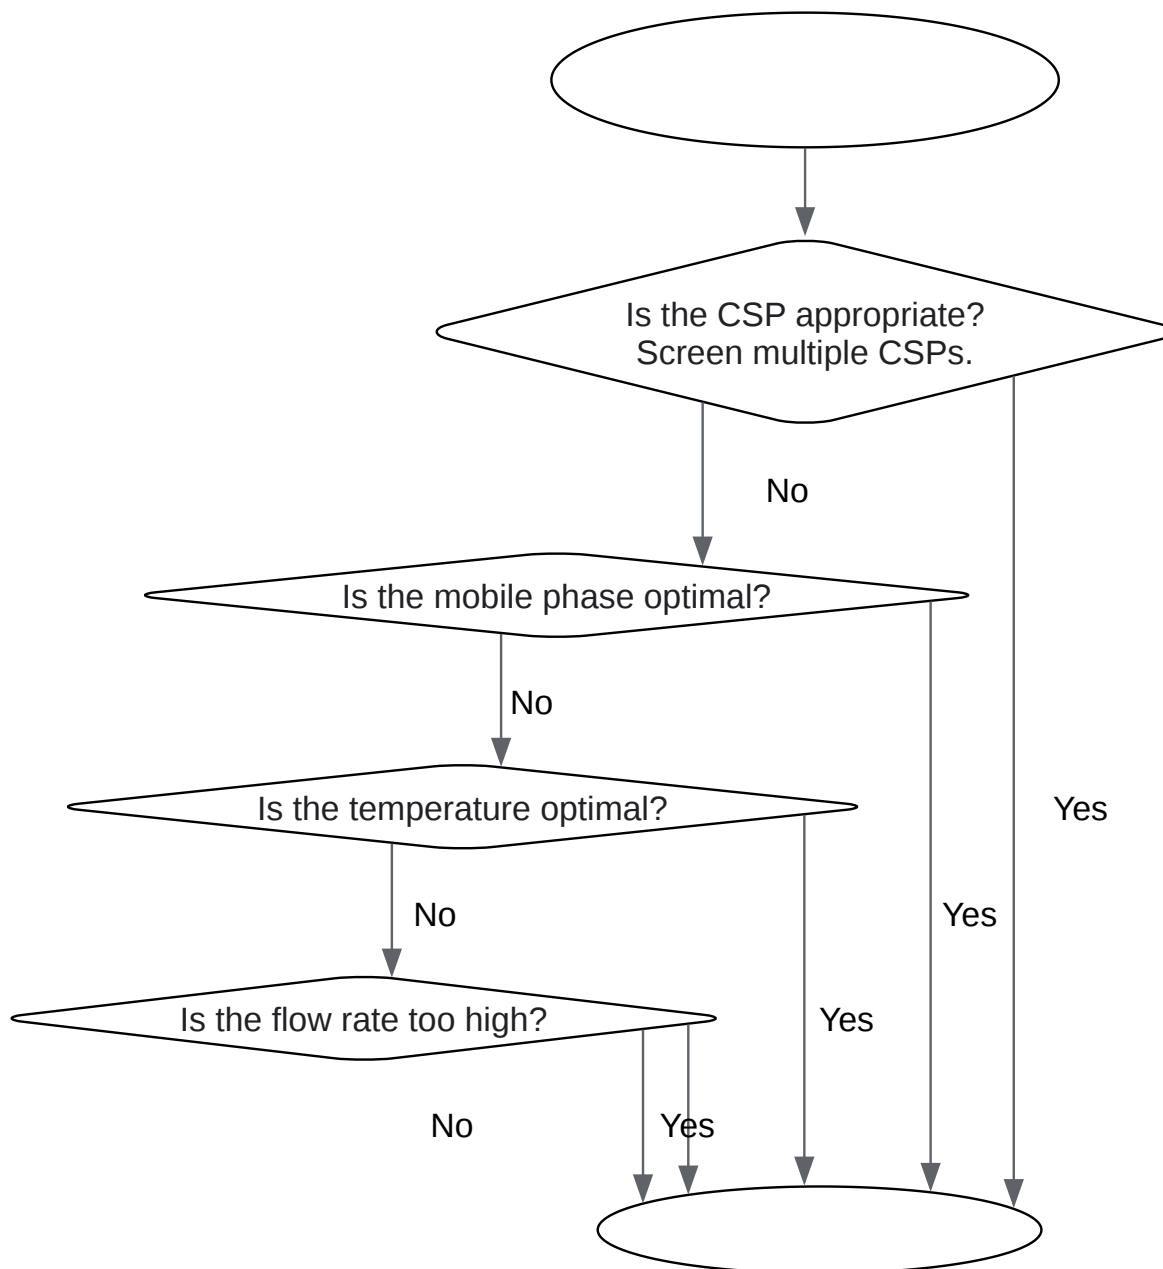 Is the CSP appropriate?
Screen multiple CSPs.
No
Is the mobile phase optimal?
No
Is the temperature optimal?
Yes
No
Yes
Is the flow rate too high?
Yes
No
Yes